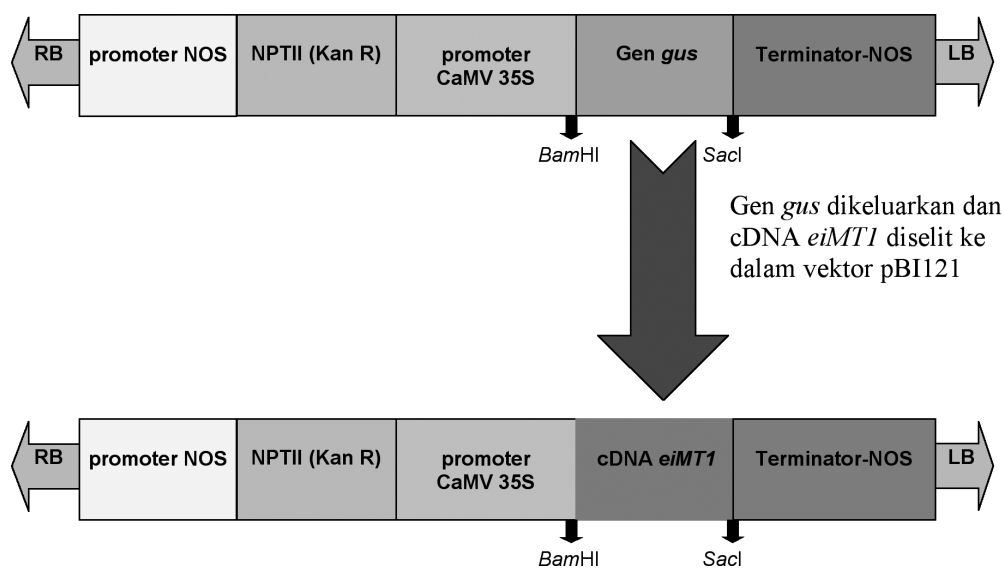 RB
promoter NOS
NPTII (Kan R)
promoter
CaMV 35S
Gen gus
Terminator-NOS
LB
BamHI
SacI
Gen gus dikeluarkan dan
cDNA eiMT1 diselit ke
dalam vektor pBI121
RB
promoter NOS
NPTII (Kan R)
promoter
CaMV 35S
cDNA eiMT1
Terminator-NOS
LB
BamHI
SacI